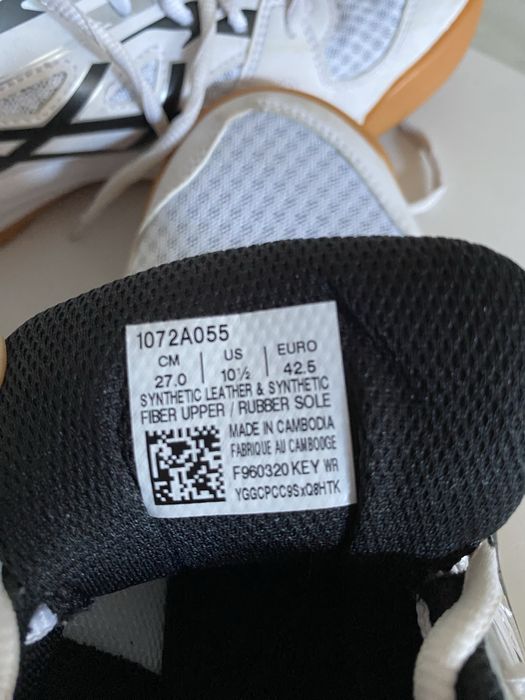 1072A055
CM | US | EURO
27.0 | 10½ | 42.5
SYNTHETIC LEATHER & SYNTHETIC
FIBER UPPER / RUBBER SOLE
MADE IN CAMBODIA
FABRIQUE AU CAMBODGE
F960320 KEY WR
YGGCPCC9SxQ8HTK